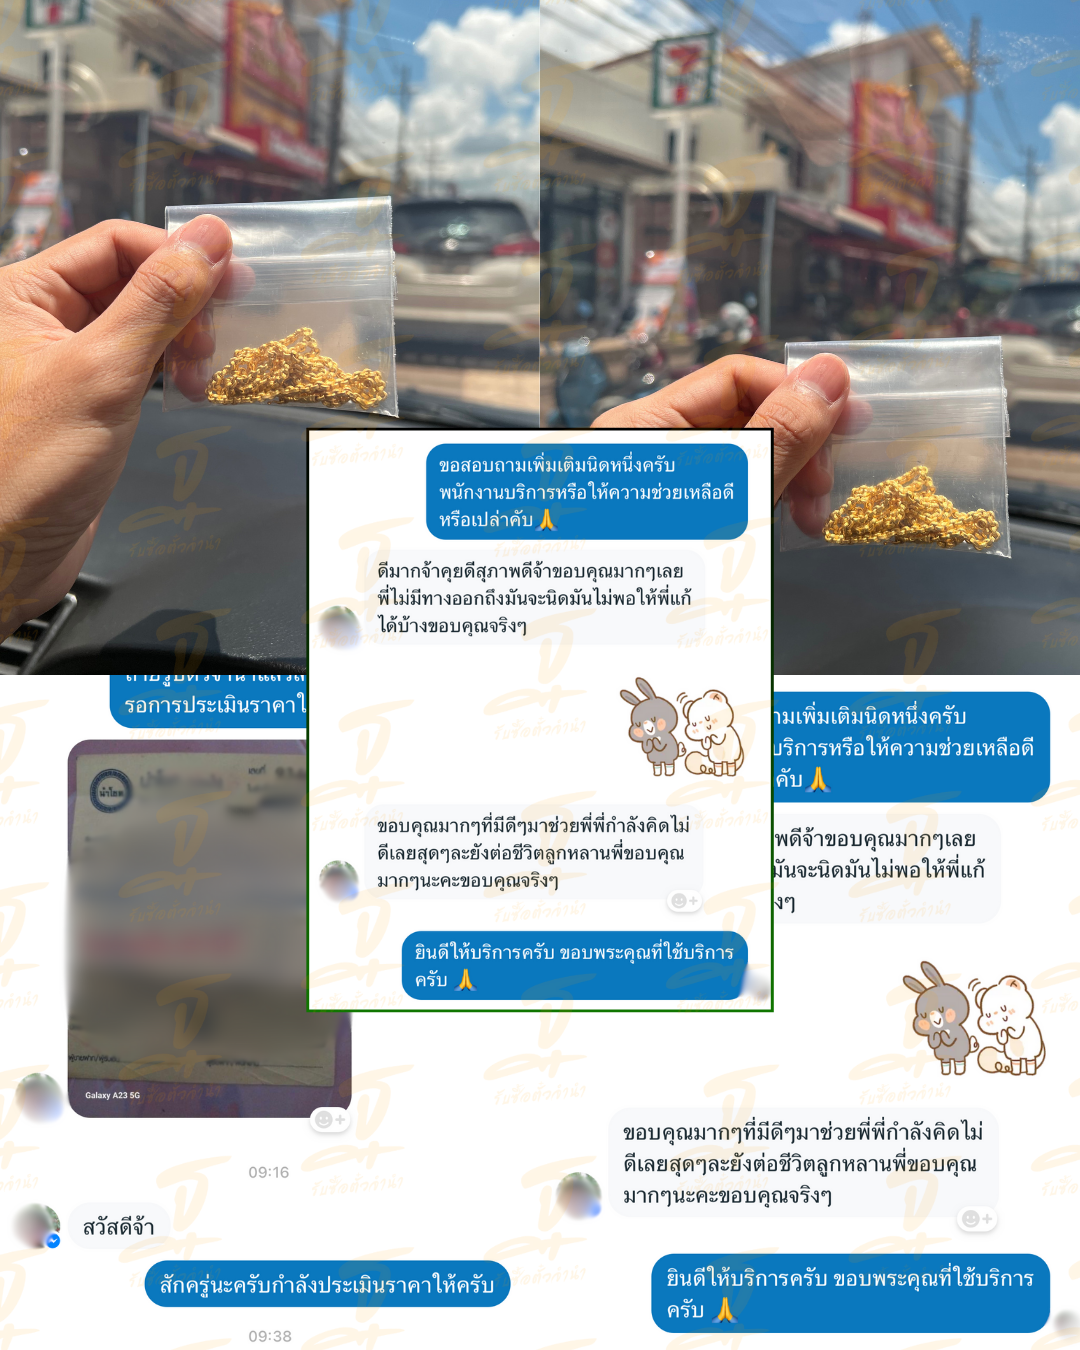 7
ขอสอบถามเพิ่มเติมนิดหนึ่งครับ
พนักงานบริการหรือให้ความช่วยเหลือดี
หรือเปล่าคับ🙏
ดีมากจ้าคุยดีสุภาพดีจ้าขอบคุณมากๆเลย
พี่ไม่มีทางออกถึงมันจะนิดมันไม่พอให้พี่แก้
ได้บ้างขอบคุณจริงๆ
ขอบคุณมากๆที่มีดีๆมาช่วยพี่พี่กำลังคิดไม่
ดีเลยสุดๆละยังต่อชีวิตลูกหลานพี่ขอบคุณ
มากๆนะคะขอบคุณจริงๆ
ยินดีให้บริการครับ ขอบพระคุณที่ใช้บริการ
ครับ 🙏
รอการประเมินราคา
เลขที่
Galaxy A23 5G
09:16
สวัสดีจ้า
สักครู่นะครับกำลังประเมินราคาให้ครับ
09:38
ามเพิ่มเติมนิดหนึ่งครับ
บริการหรือให้ความช่วยเหลือดี
คับ🙏
พดีจ้าขอบคุณมากๆเลย
มันจะนิดมันไม่พอให้พี่แก้
งๆ
ขอบคุณมากๆที่มีดีๆมาช่วยพี่พี่กำลังคิดไม่
ดีเลยสุดๆละยังต่อชีวิตลูกหลานพี่ขอบคุณ
มากๆนะคะขอบคุณจริงๆ
ยินดีให้บริการครับ ขอบพระคุณที่ใช้บริการ
ครับ 🙏
รับซื้อตั๋วจำนำ